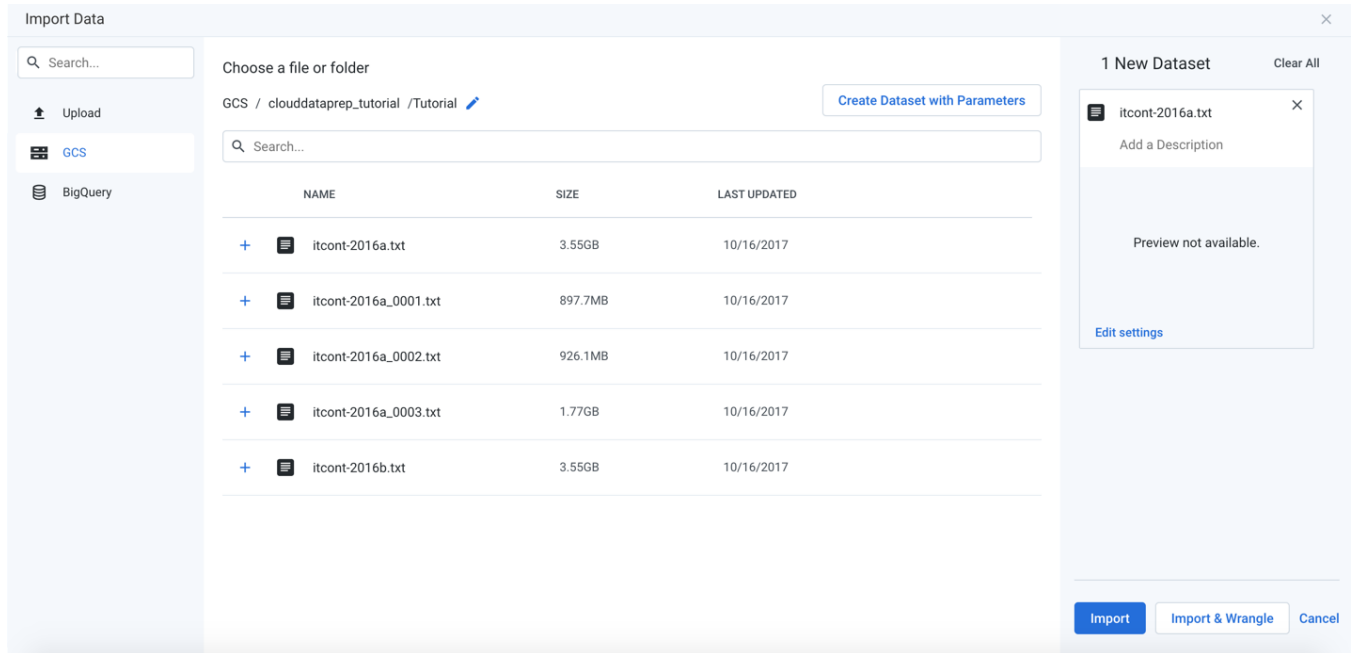 Import Data
Search...
Upload
GCS
BigQuery
Choose a file or folder
GCS / clouddataprep_tutorial /Tutorial
Create Dataset with Parameters
Search...
NAME SIZE LAST UPDATED
itcont-2016a.txt 3.55GB 10/16/2017
itcont-2016a_0001.txt 897.7MB 10/16/2017
itcont-2016a_0002.txt 926.1MB 10/16/2017
itcont-2016a_0003.txt 1.77GB 10/16/2017
itcont-2016b.txt 3.55GB 10/16/2017
1 New Dataset Clear All
itcont-2016a.txt
Add a Description
Preview not available.
Edit settings
Import Import & Wrangle Cancel